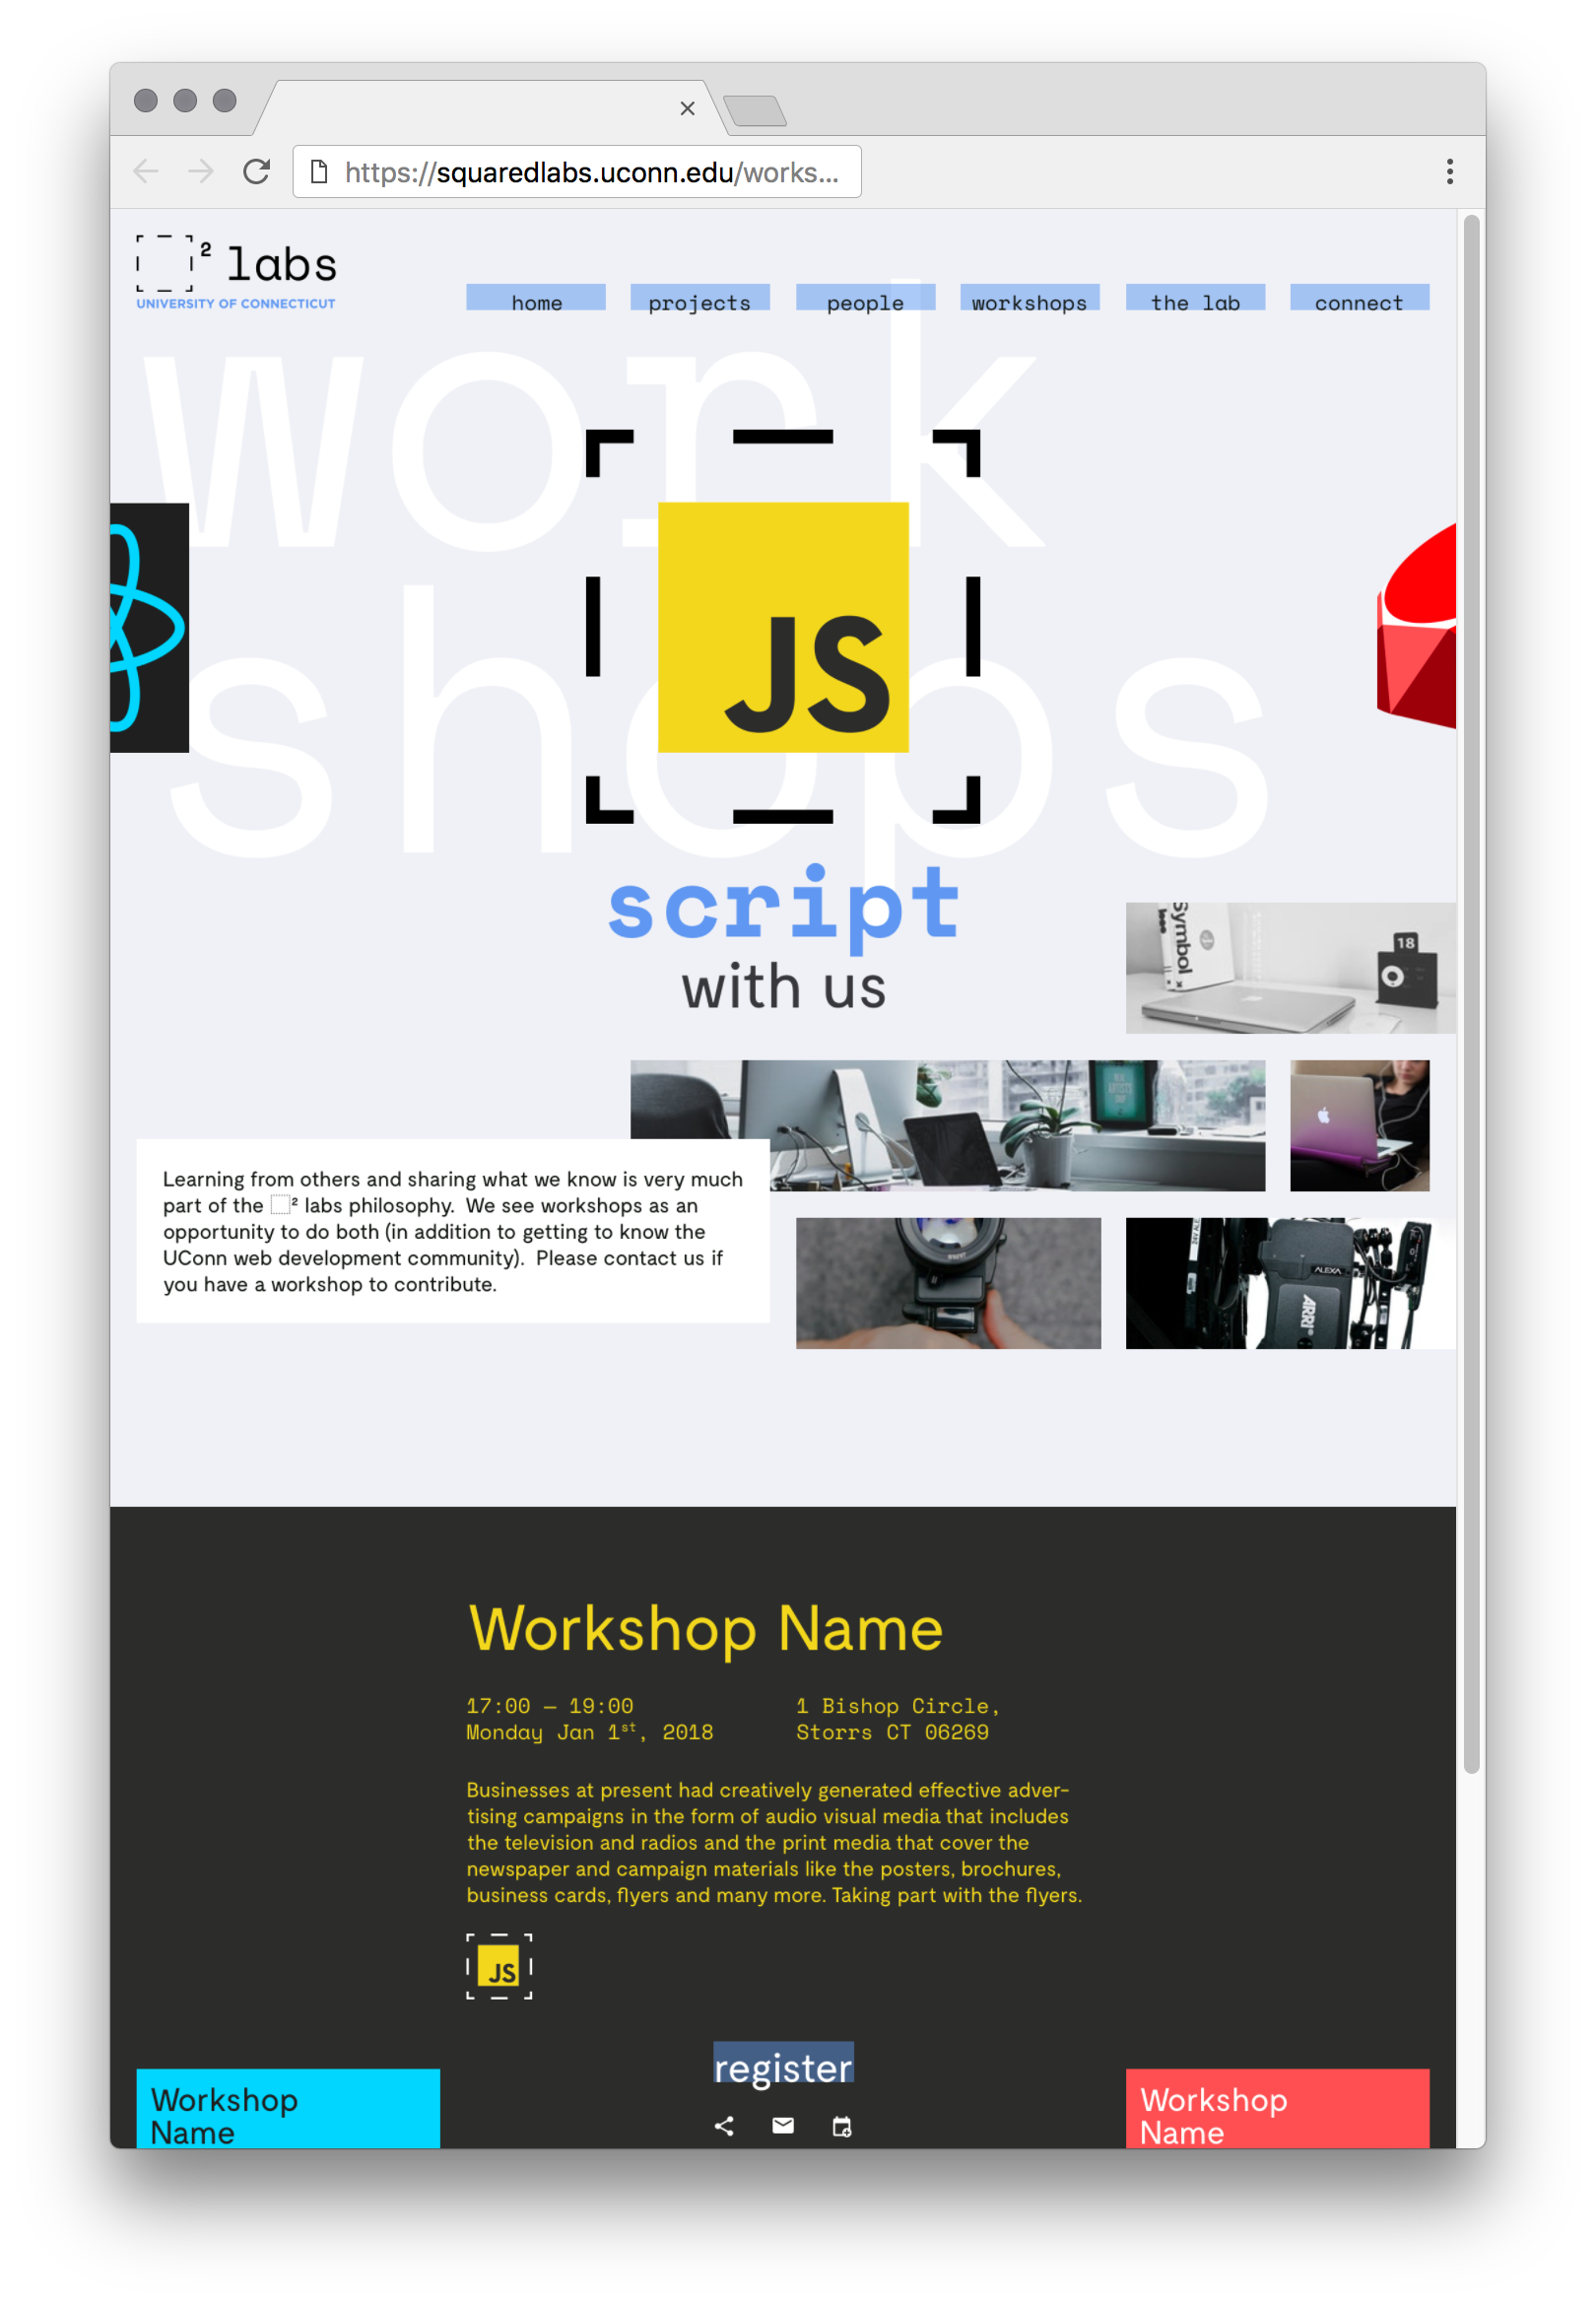 https://squaredlabs.uconn.edu/works...
² labs
UNIVERSITY OF CONNECTICUT
home projects people workshops the lab connect
work
shops
JS
script
with us
Symbol
18
Learning from others and sharing what we know is very much
part of the ² labs philosophy. We see workshops as an
opportunity to do both (in addition to getting to know the
UConn web development community). Please contact us if
you have a workshop to contribute.
ALEXA
ARRI
Workshop Name
17:00 — 19:00
Monday Jan 1st, 2018
1 Bishop Circle,
Storrs CT 06269
Businesses at present had creatively generated effective adver-
tising campaigns in the form of audio visual media that includes
the television and radios and the print media that cover the
newspaper and campaign materials like the posters, brochures,
business cards, flyers and many more. Taking part with the flyers.
JS
register
Workshop
Name
Workshop
Name